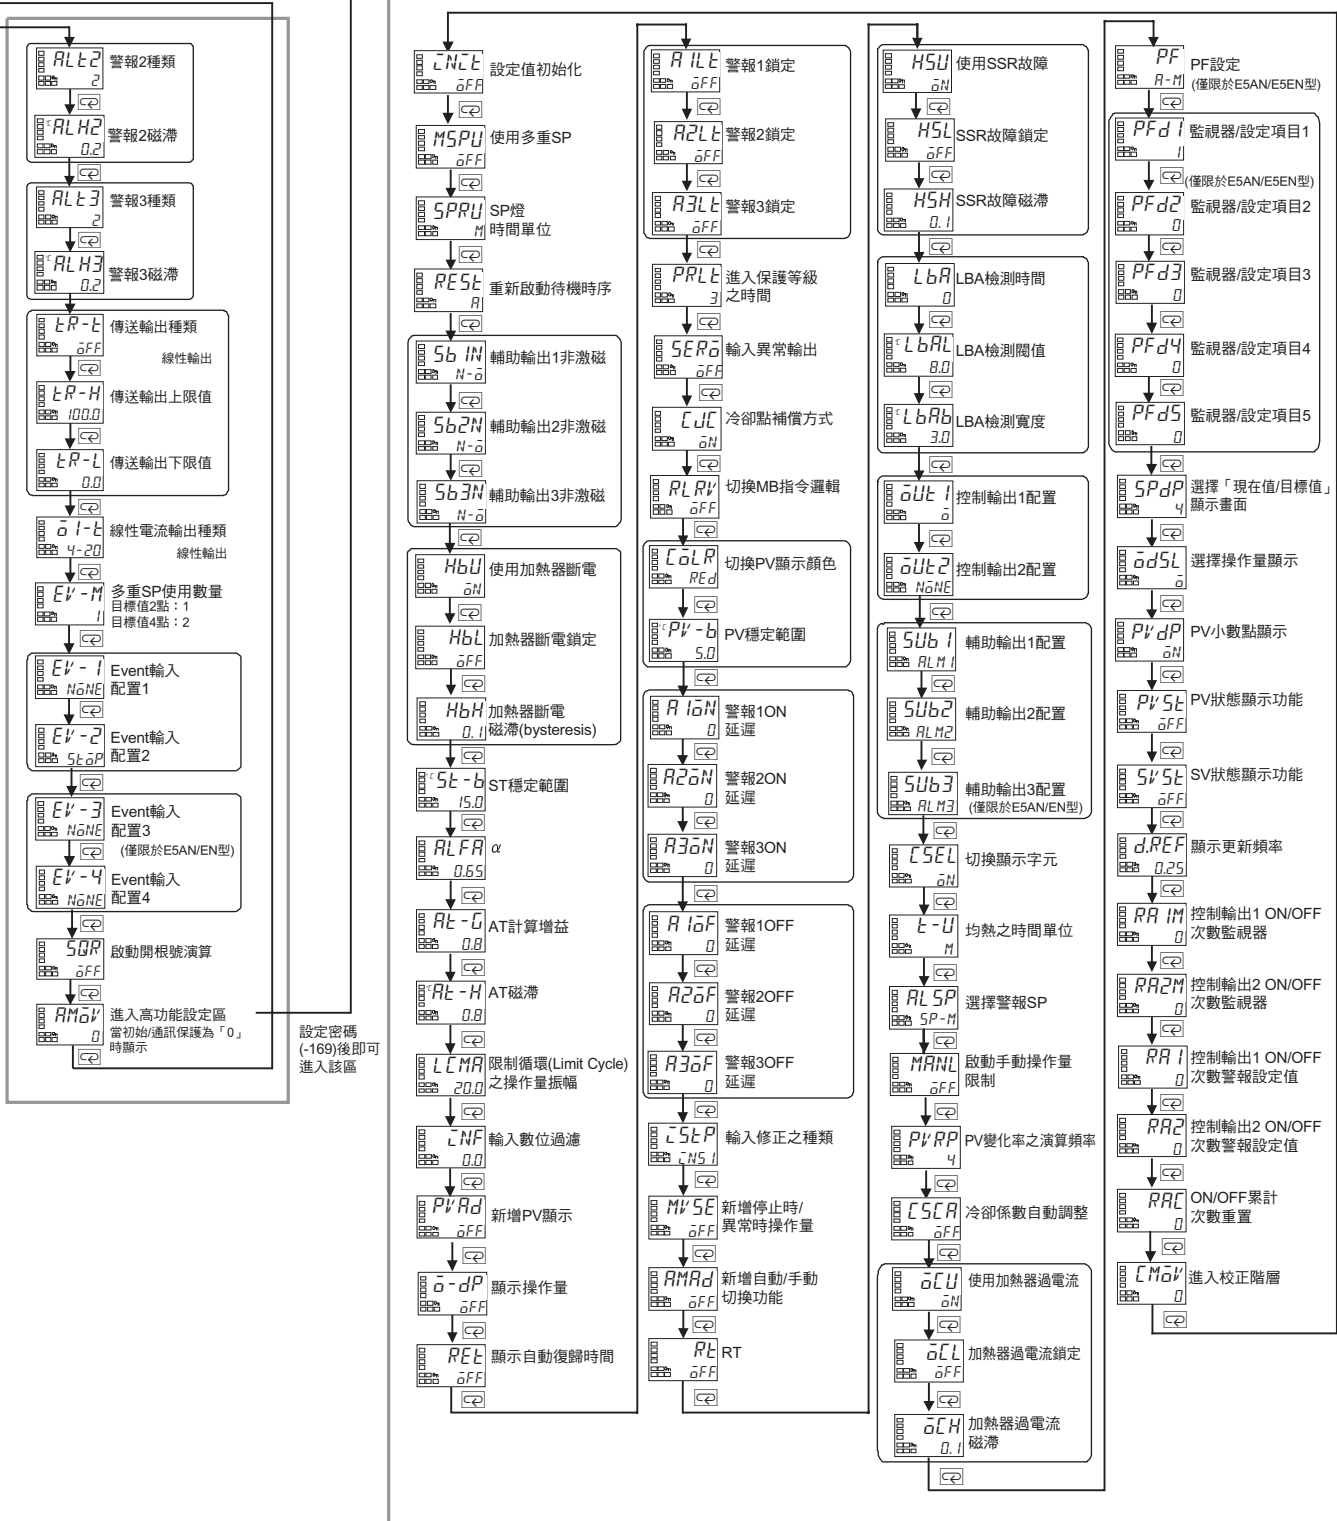 ALt2
2
警報2種類
ALH2
0.2
警報2磁滯
ALt3
2
警報3種類
ALH3
0.2
警報3磁滯
tR-t
oFF
傳送輸出種類
線性輸出
tR-H
100.0
傳送輸出上限值
tR-L
0.0
傳送輸出下限值
o1-t
4-20
線性電流輸出種類
線性輸出
EV-M
1
多重SP使用數量
目標值2點：1
目標值4點：2
EV-1
NoNE
Event輸入
配置1
EV-2
StoP
Event輸入
配置2
EV-3
NoNE
Event輸入
配置3
(僅限於E5AN/EN型)
EV-4
NoNE
Event輸入
配置4
SQR
oFF
啟動開根號演算
AMoV
0
進入高功能設定區
當初始/通訊保護為「0」
時顯示
設定密碼
(-169)後即可
進入該區
INIt
oFF
設定值初始化
MSPU
oFF
使用多重SP
SPRU
M
SP燈
時間單位
RESt
A
重新啟動待機時序
Sb1N
N-o
輔助輸出1非激磁
Sb2N
N-o
輔助輸出2非激磁
Sb3N
N-o
輔助輸出3非激磁
HbU
oN
使用加熱器斷電
HbL
oFF
加熱器斷電鎖定
HbH
0.1
加熱器斷電
磁滯(bysteresis)
St-b
15.0
ST穩定範圍
ALFA
0.65
α
At-G
0.8
AT計算增益
At-H
0.8
AT磁滯
LCMA
20.0
限制循環(Limit Cycle)
之操作量振幅
INF
0.0
輸入數位過濾
PVAd
oFF
新增PV顯示
o-dP
oFF
顯示操作量
REt
oFF
顯示自動復歸時間
A1Lt
oFF
警報1鎖定
A2Lt
oFF
警報2鎖定
A3Lt
oFF
警報3鎖定
PRLt
3
進入保護等級
之時間
SERo
oFF
輸入異常輸出
CJC
oN
冷卻點補償方式
RLRV
oFF
切換MB指令邏輯
CoLR
REd
切換PV顯示顏色
PV-b
5.0
PV穩定範圍
A1oN
0
警報1ON
延遲
A2oN
0
警報2ON
延遲
A3oN
0
警報3ON
延遲
A1oF
0
警報1OFF
延遲
A2oF
0
警報2OFF
延遲
A3oF
0
警報3OFF
延遲
IStP
INS1
輸入修正之種類
MVSE
oFF
新增停止時/
異常時操作量
AMAd
oFF
新增自動/手動
切換功能
Rt
oFF
RT
HSU
oN
使用SSR故障
HSL
oFF
SSR故障鎖定
HSH
0.1
SSR故障磁滯
LbA
0
LBA檢測時間
LbAL
8.0
LBA檢測閥值
LbAb
3.0
LBA檢測寬度
oUt1
o
控制輸出1配置
oUt2
NoNE
控制輸出2配置
SUb1
ALM1
輔助輸出1配置
SUb2
ALM2
輔助輸出2配置
SUb3
ALM3
輔助輸出3配置
(僅限於E5AN/EN型)
CSEL
oN
切換顯示字元
t-U
M
均熱之時間單位
ALSP
SP-M
選擇警報SP
MANL
oFF
啟動手動操作量
限制
PVRP
4
PV變化率之演算頻率
CSCA
oFF
冷卻係數自動調整
oCU
oN
使用加熱器過電流
oCL
oFF
加熱器過電流鎖定
oCH
0.1
加熱器過電流
磁滯
PF
A-M
PF設定
(僅限於E5AN/E5EN型)
PFd1
1
監視器/設定項目1
(僅限於E5AN/E5EN型)
PFd2
0
監視器/設定項目2
PFd3
0
監視器/設定項目3
PFd4
0
監視器/設定項目4
PFd5
0
監視器/設定項目5
SPdP
4
選擇「現在值/目標值」
顯示畫面
odSL
o
選擇操作量顯示
PVdP
oN
PV小數點顯示
PVSt
oFF
PV狀態顯示功能
SVSt
oFF
SV狀態顯示功能
d.REF
0.25
顯示更新頻率
RA1M
0
控制輸出1 ON/OFF
次數監視器
RA2M
0
控制輸出2 ON/OFF
次數監視器
RA1
0
控制輸出1 ON/OFF
次數警報設定值
RA2
0
控制輸出2 ON/OFF
次數警報設定值
RAC
0
ON/OFF累計
次數重置
CMoV
0
進入校正階層